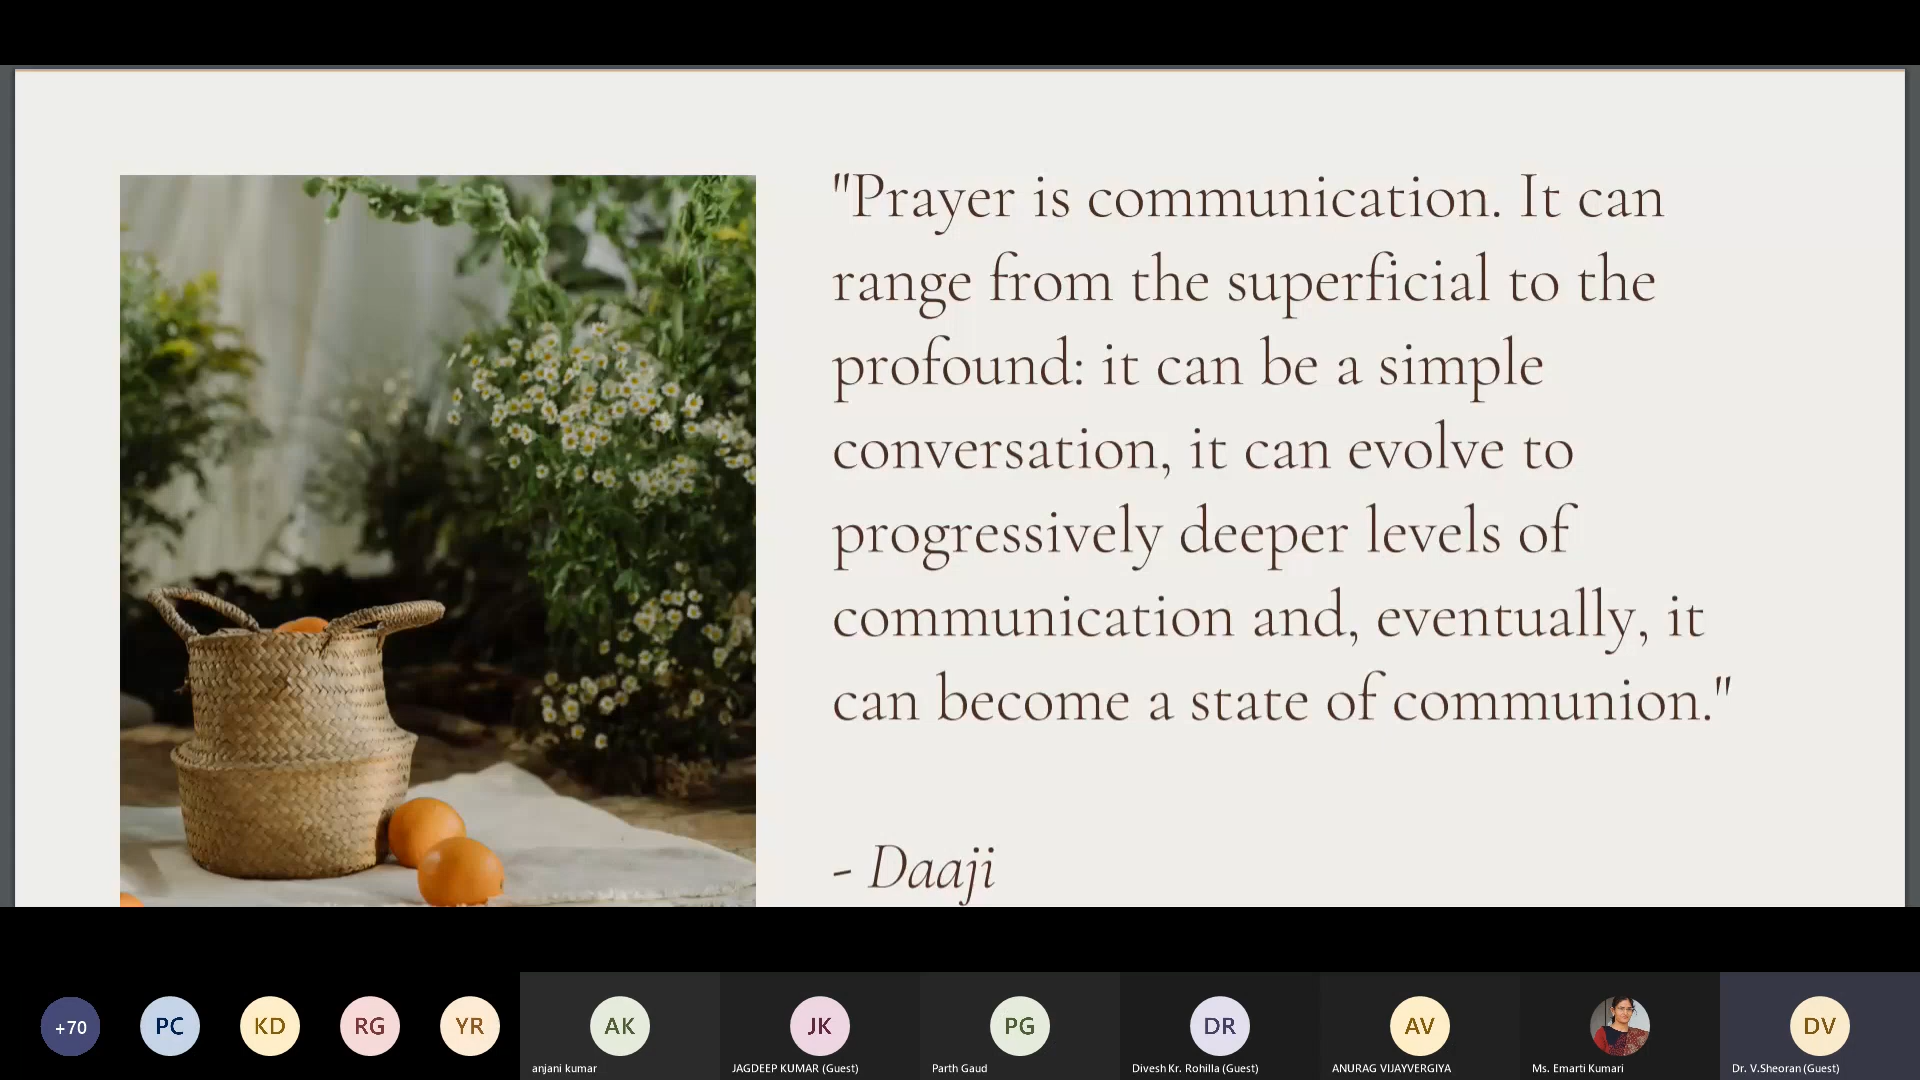 "Prayer is communication. It can
range from the superficial to the
profound: it can be a simple
conversation, it can evolve to
progressively deeper levels of
communication and, eventually, it
can become a state of communion."
- Daaji
+70
PC
KD
RG
YR
AK
JK
PG
DR
AV
DV
anjani kumar
JAGDEEP KUMAR (Guest)
Parth Gaud
Divesh Kr. Rohilla (Guest)
ANURAG VIJAYVERGIYA
Ms. Emarti Kumari
Dr. V.Sheoran (Guest)